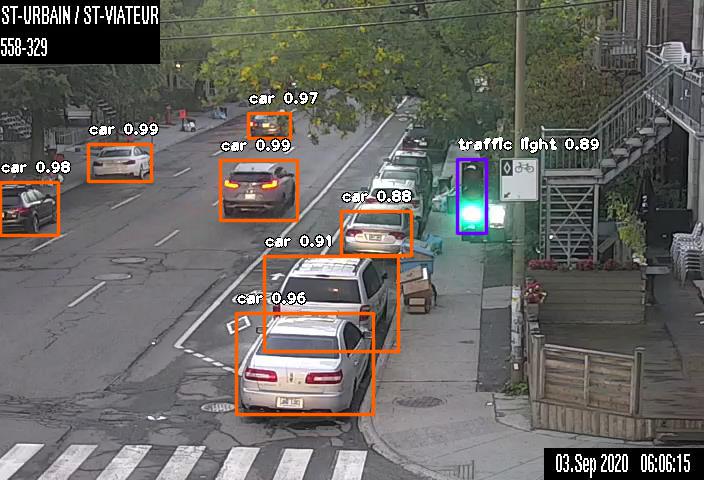 ST-URBAIN / ST-VIATEUR
558-329
car 0.97
car 0.99
traffic light 0.89
car 0.99
car 0.98
car 0.88
car 0.91
car 0.96
03.Sep 2020 06:06:15